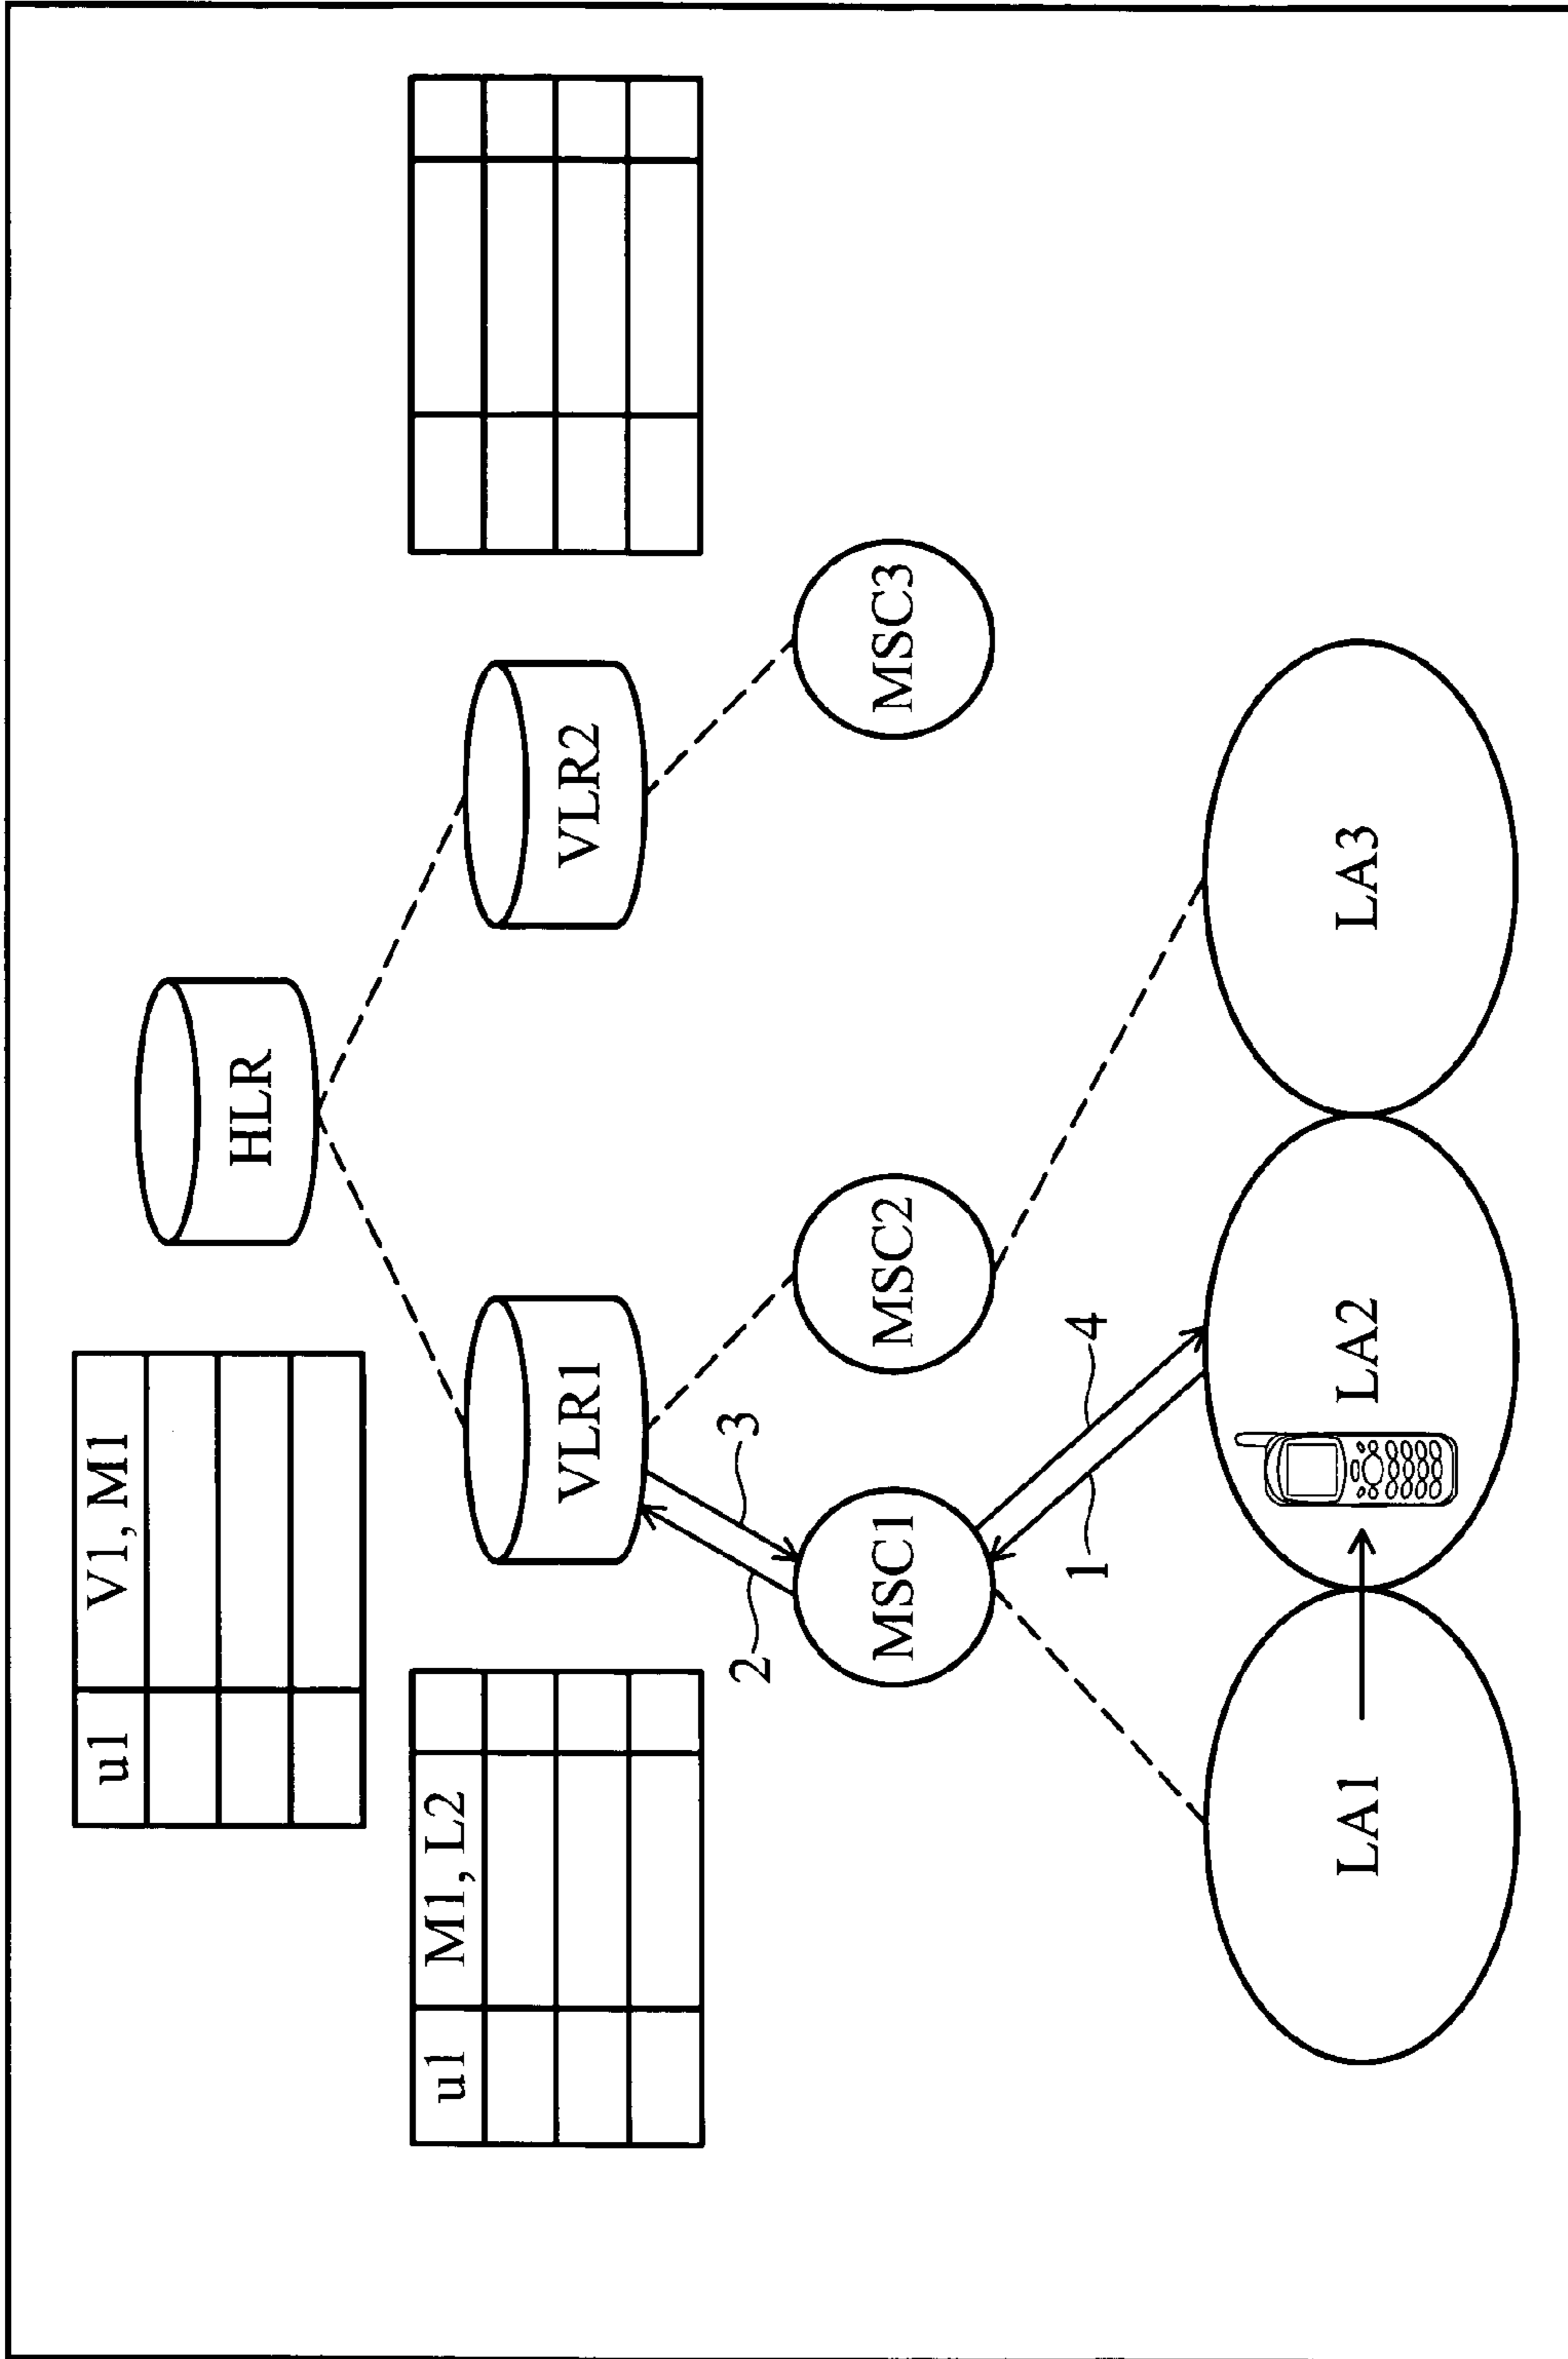 u1 V1, M1
HLR
u1 M1, L2
VLR1
VLR2
2
3
MSC1
MSC2
MSC3
1
4
LA1
LA2
LA3